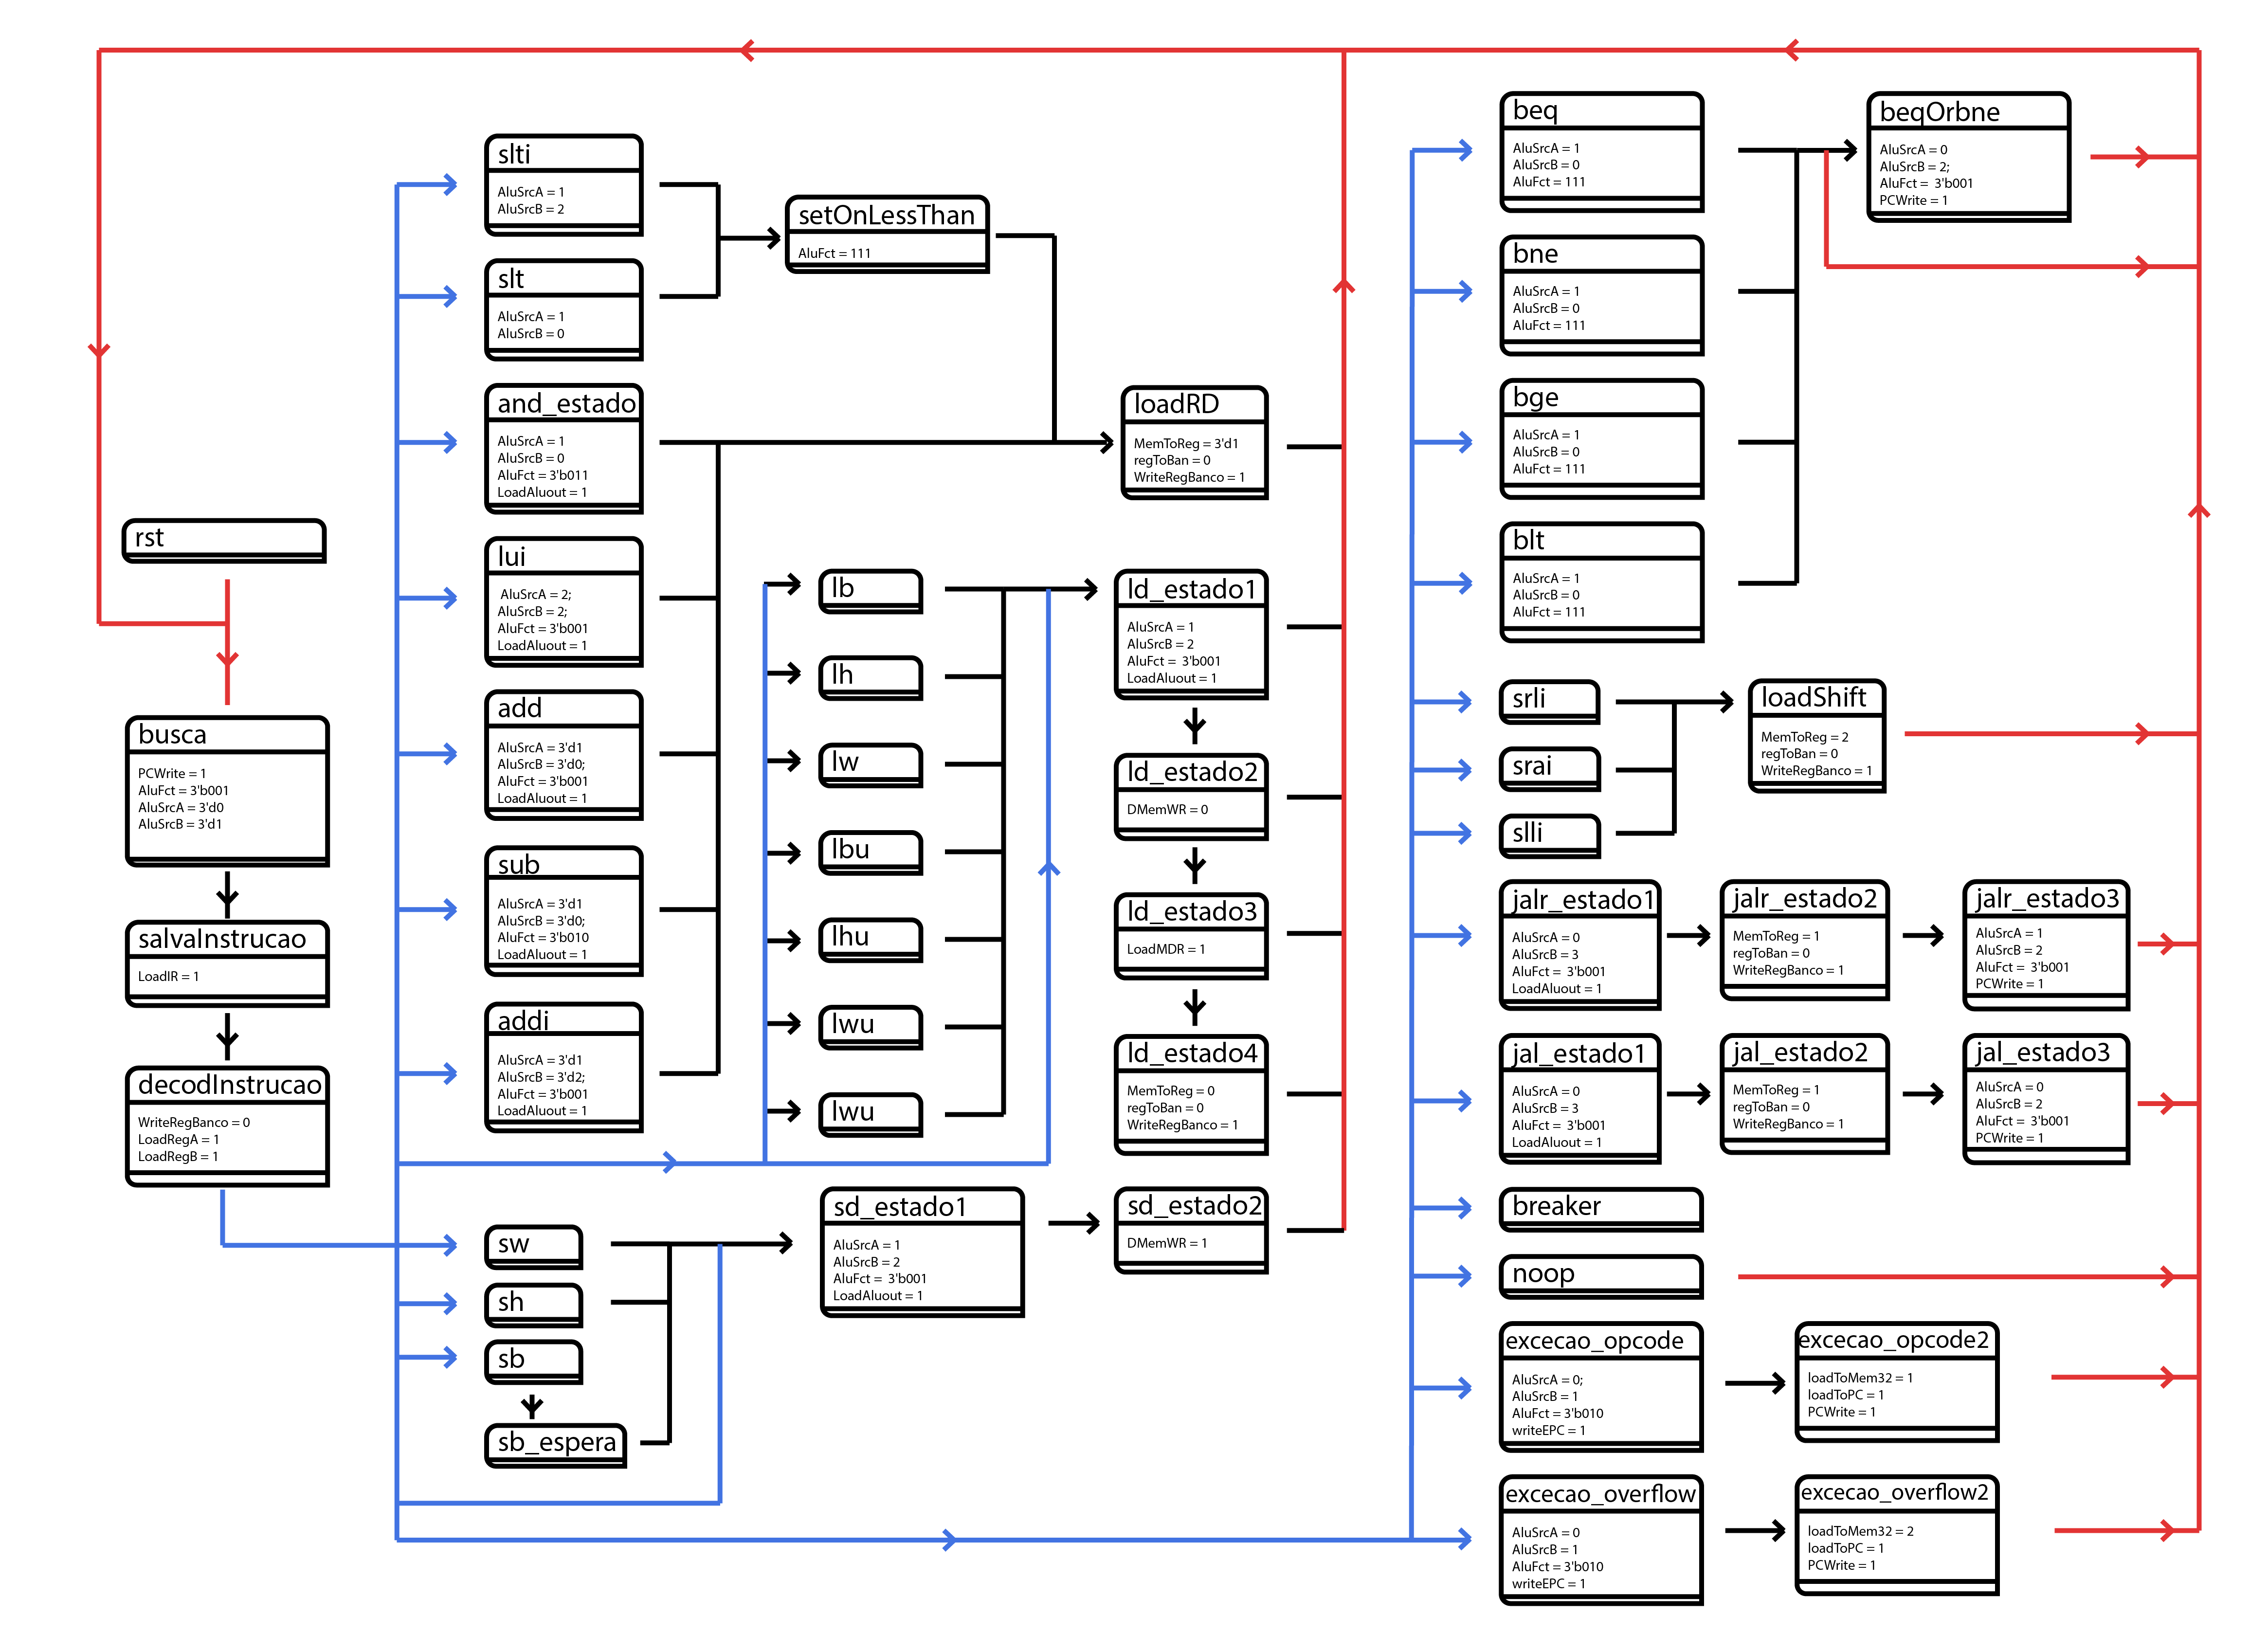 rst
busca
PCWrite = 1
AluFct = 3'b001
AluSrcA = 3'd0
AluSrcB = 3'd1
salvaInstrucao
LoadIR = 1
decodInstrucao
WriteRegBanco = 0
LoadRegA = 1
LoadRegB = 1
slti
AluSrcA = 1
AluSrcB = 2
slt
AluSrcA = 1
AluSrcB = 0
and_estado
AluSrcA = 1
AluSrcB = 0
AluFct = 3'b011
LoadAluout = 1
lui
AluSrcA = 2;
AluSrcB = 2;
AluFct = 3'b001
LoadAluout = 1
add
AluSrcA = 3'd1
AluSrcB = 3'd0;
AluFct = 3'b001
LoadAluout = 1
sub
AluSrcA = 3'd1
AluSrcB = 3'd0;
AluFct = 3'b010
LoadAluout = 1
addi
AluSrcA = 3'd1
AluSrcB = 3'd2;
AluFct = 3'b001
LoadAluout = 1
sw
sh
sb
sb_espera
setOnLessThan
AluFct = 111
lb
lh
lw
lbu
lhu
lwu
lwu
sd_estado1
AluSrcA = 1
AluSrcB = 2
AluFct = 3'b001
LoadAluout = 1
loadRD
MemToReg = 3'd1
regToBan = 0
WriteRegBanco = 1
ld_estado1
AluSrcA = 1
AluSrcB = 2
AluFct = 3'b001
LoadAluout = 1
ld_estado2
DMemWR = 0
ld_estado3
LoadMDR = 1
ld_estado4
MemToReg = 0
regToBan = 0
WriteRegBanco = 1
sd_estado2
DMemWR = 1
beq
AluSrcA = 1
AluSrcB = 0
AluFct = 111
beqOrbne
AluSrcA = 0
AluSrcB = 2;
AluFct = 3'b001
PCWrite = 1
bne
AluSrcA = 1
AluSrcB = 0
AluFct = 111
bge
AluSrcA = 1
AluSrcB = 0
AluFct = 111
blt
AluSrcA = 1
AluSrcB = 0
AluFct = 111
srli
srai
slli
loadShift
MemToReg = 2
regToBan = 0
WriteRegBanco = 1
jalr_estado1
AluSrcA = 0
AluSrcB = 3
AluFct = 3'b001
LoadAluout = 1
jalr_estado2
MemToReg = 1
regToBan = 0
WriteRegBanco = 1
jalr_estado3
AluSrcA = 1
AluSrcB = 2
AluFct = 3'b001
PCWrite = 1
jal_estado1
AluSrcA = 0
AluSrcB = 3
AluFct = 3'b001
LoadAluout = 1
jal_estado2
MemToReg = 1
regToBan = 0
WriteRegBanco = 1
jal_estado3
AluSrcA = 0
AluSrcB = 2
AluFct = 3'b001
PCWrite = 1
breaker
noop
excecao_opcode
AluSrcA = 0;
AluSrcB = 1
AluFct = 3'b010
writeEPC = 1
excecao_opcode2
loadToMem32 = 1
loadToPC = 1
PCWrite = 1
excecao_overflow
AluSrcA = 0
AluSrcB = 1
AluFct = 3'b010
writeEPC = 1
excecao_overflow2
loadToMem32 = 2
loadToPC = 1
PCWrite = 1